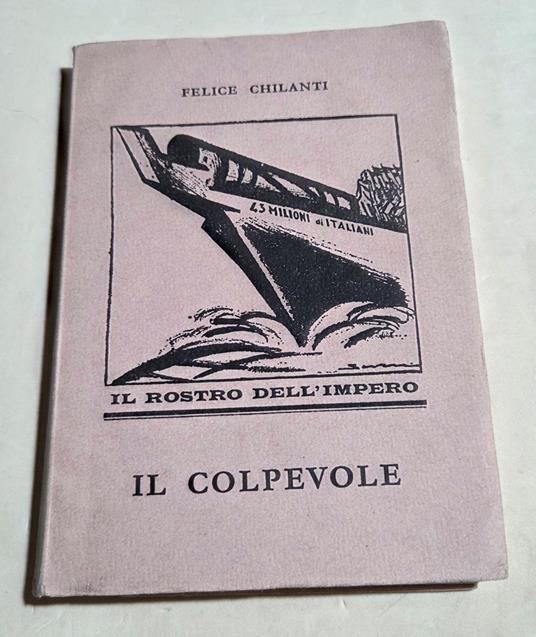 FELICE CHILANTI
43 MILIONI di ITALIANI
IL ROSTRO DELL'IMPERO
IL COLPEVOLE